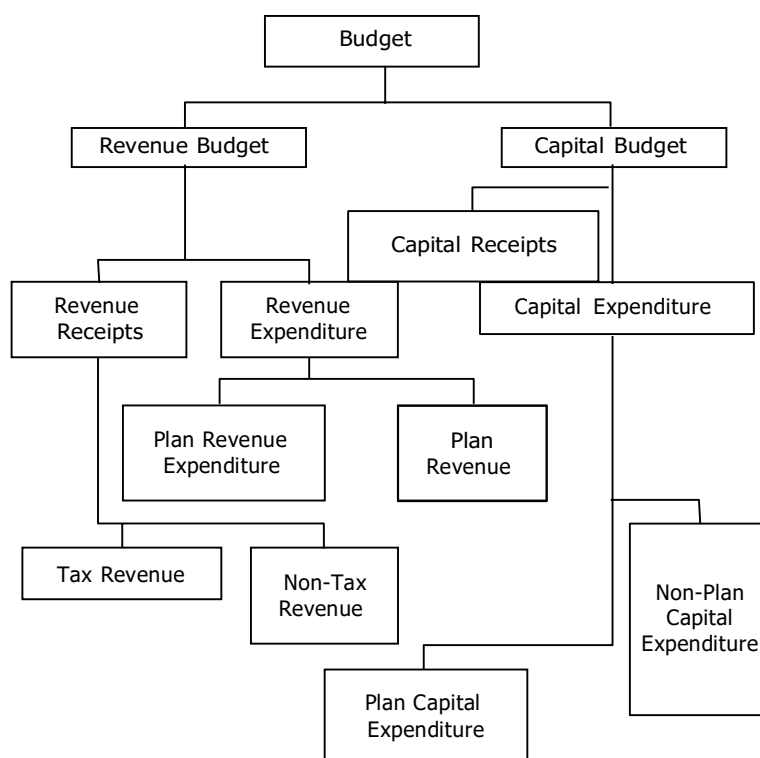 Budget
Revenue Budget
Capital Budget
Capital Receipts
Revenue
Receipts
Revenue
Expenditure
Capital Expenditure
Plan Revenue
Expenditure
Plan
Revenue
Tax Revenue
Non-Tax
Revenue
Non-Plan
Capital
Expenditure
Plan Capital
Expenditure